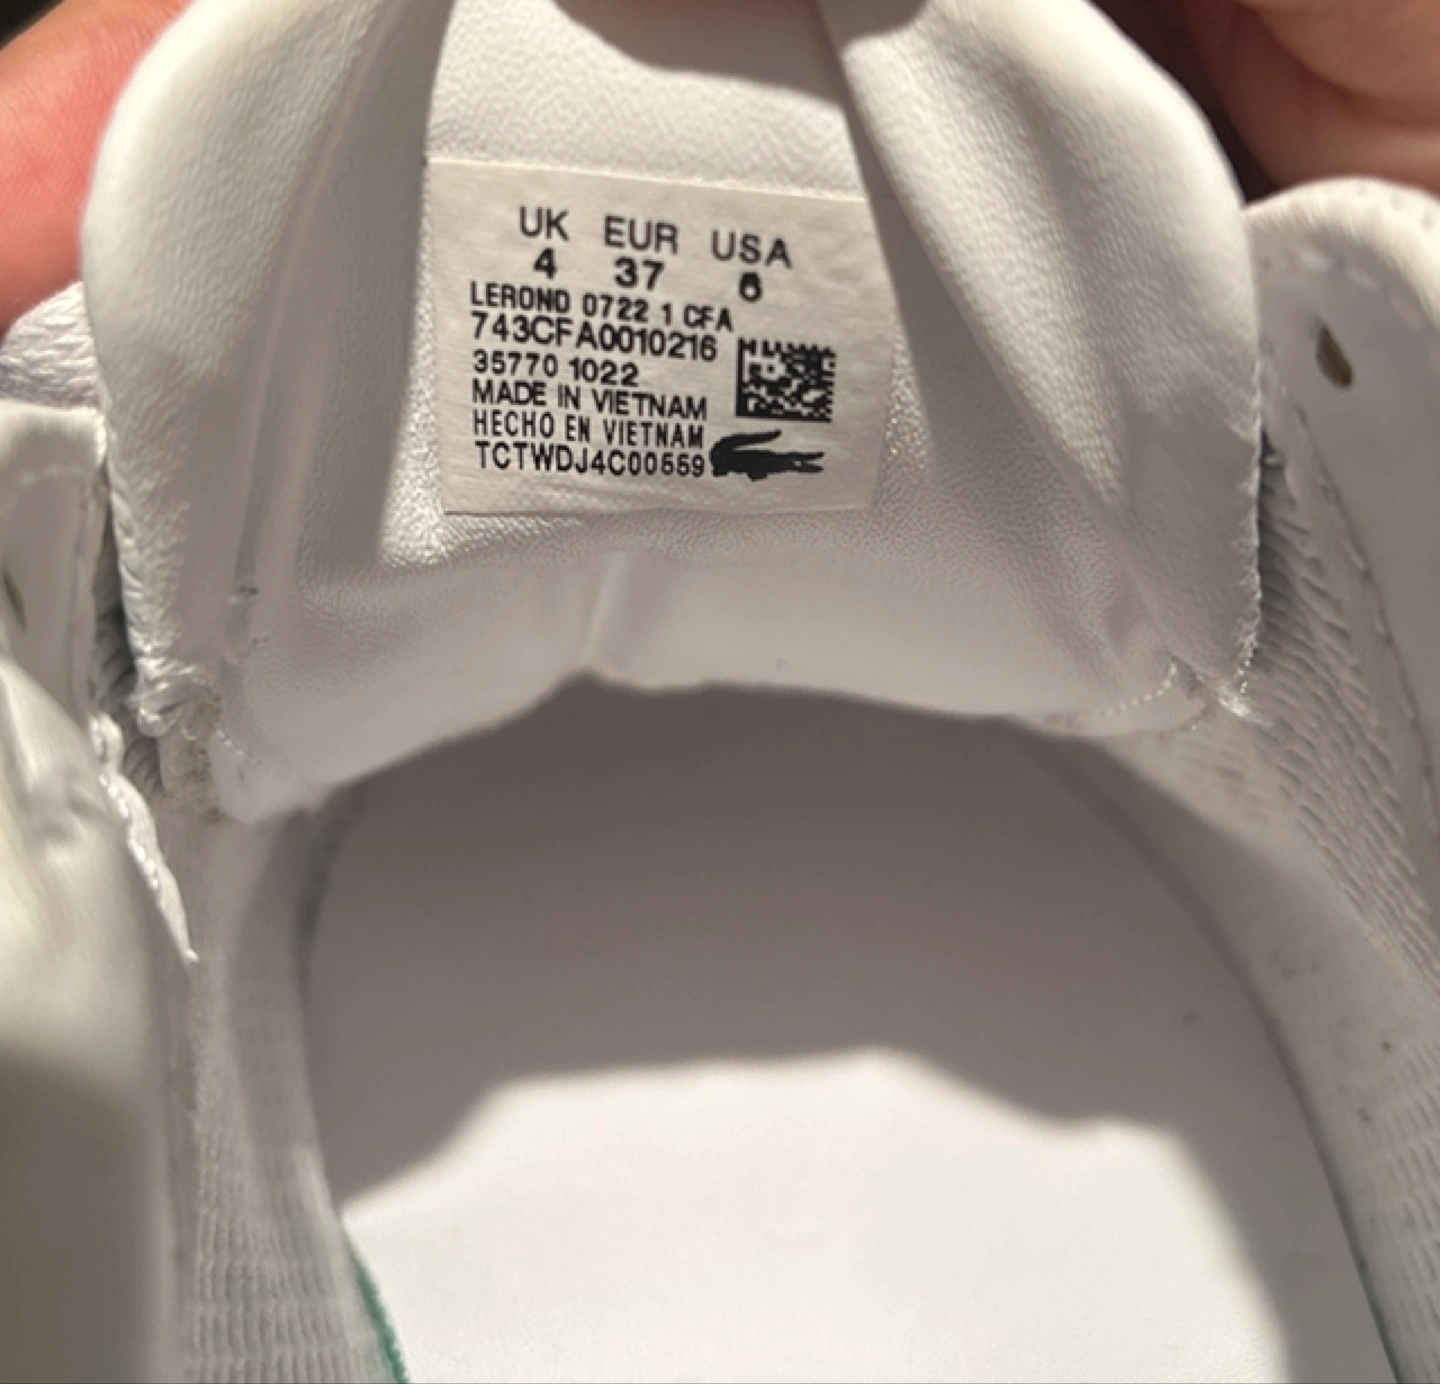 UK EUR USA
4 37 6
LEROND 0722 1 CFA
743CFA0010216
35770 1022
MADE IN VIETNAM
HECHO EN VIETNAM
TCTWDJ4C00559